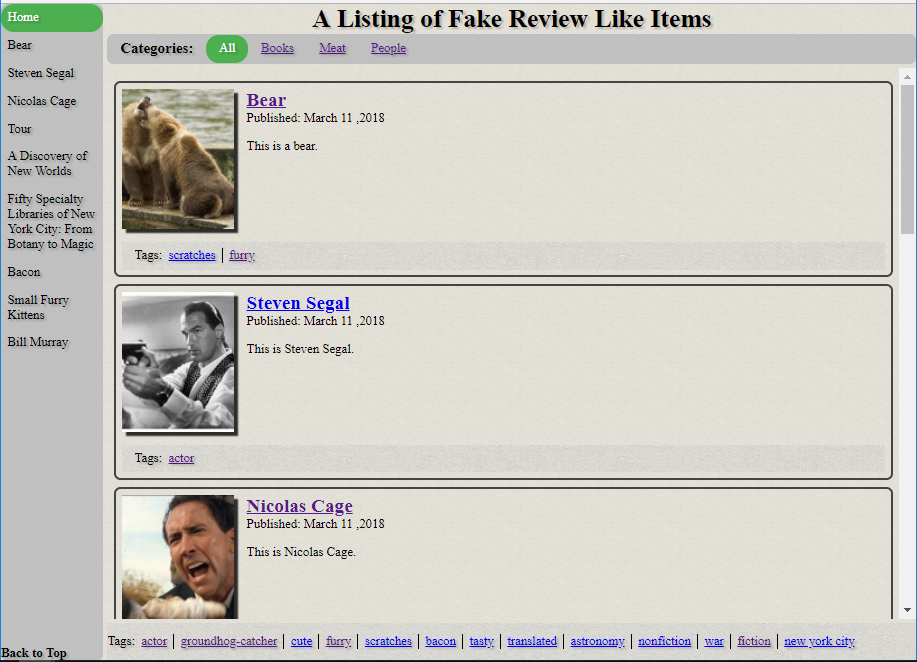 Home
Bear
Steven Segal
Nicolas Cage
Tour
A Discovery of
New Worlds
Fifty Specialty
Libraries of New
York City: From
Botany to Magic
Bacon
Small Furry
Kittens
Bill Murray
Back to Top
A Listing of Fake Review Like Items
Categories: All Books Meat People
Bear
Published: March 11 ,2018
This is a bear.
Tags: scratches | furry
Steven Segal
Published: March 11 ,2018
This is Steven Segal.
Tags: actor
Nicolas Cage
Published: March 11 ,2018
This is Nicolas Cage.
Tags: actor | groundhog-catcher | cute | furry | scratches | bacon | tasty | translated | astronomy | nonfiction | war | fiction | new york city